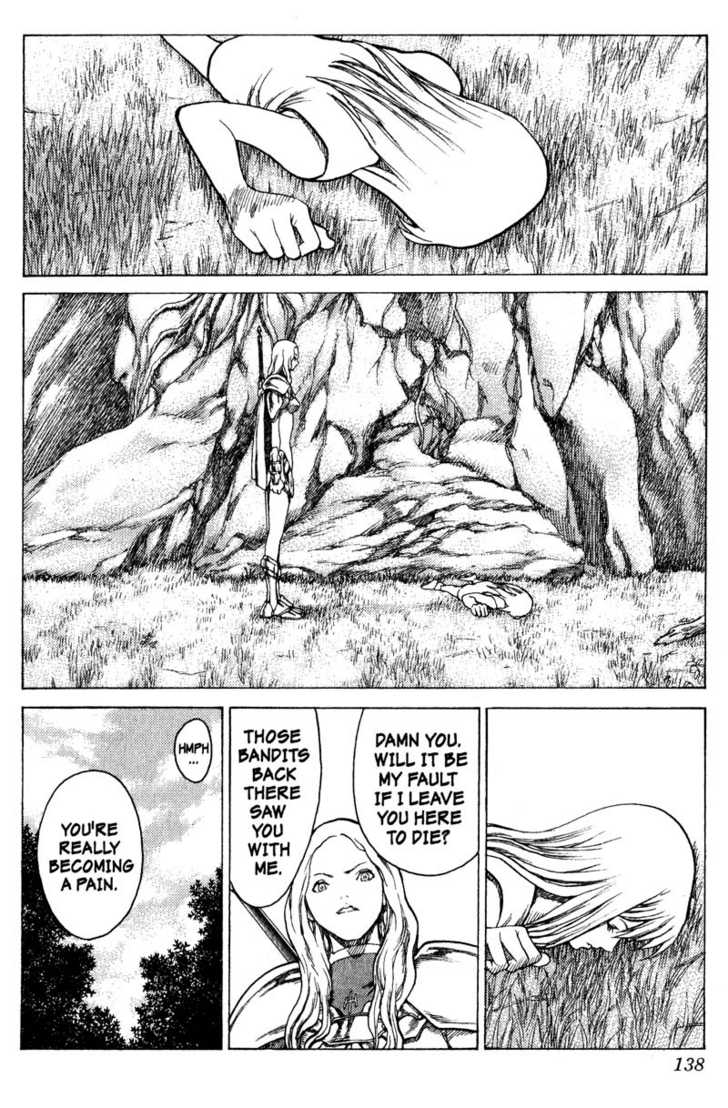 DAMN YOU.
WILL IT BE
MY FAULT
IF I LEAVE
YOU HERE
TO DIE?
THOSE
BANDITS
BACK
THERE
SAW
YOU
WITH
ME.
HMPH
...
YOU'RE
REALLY
BECOMING
A PAIN.
138